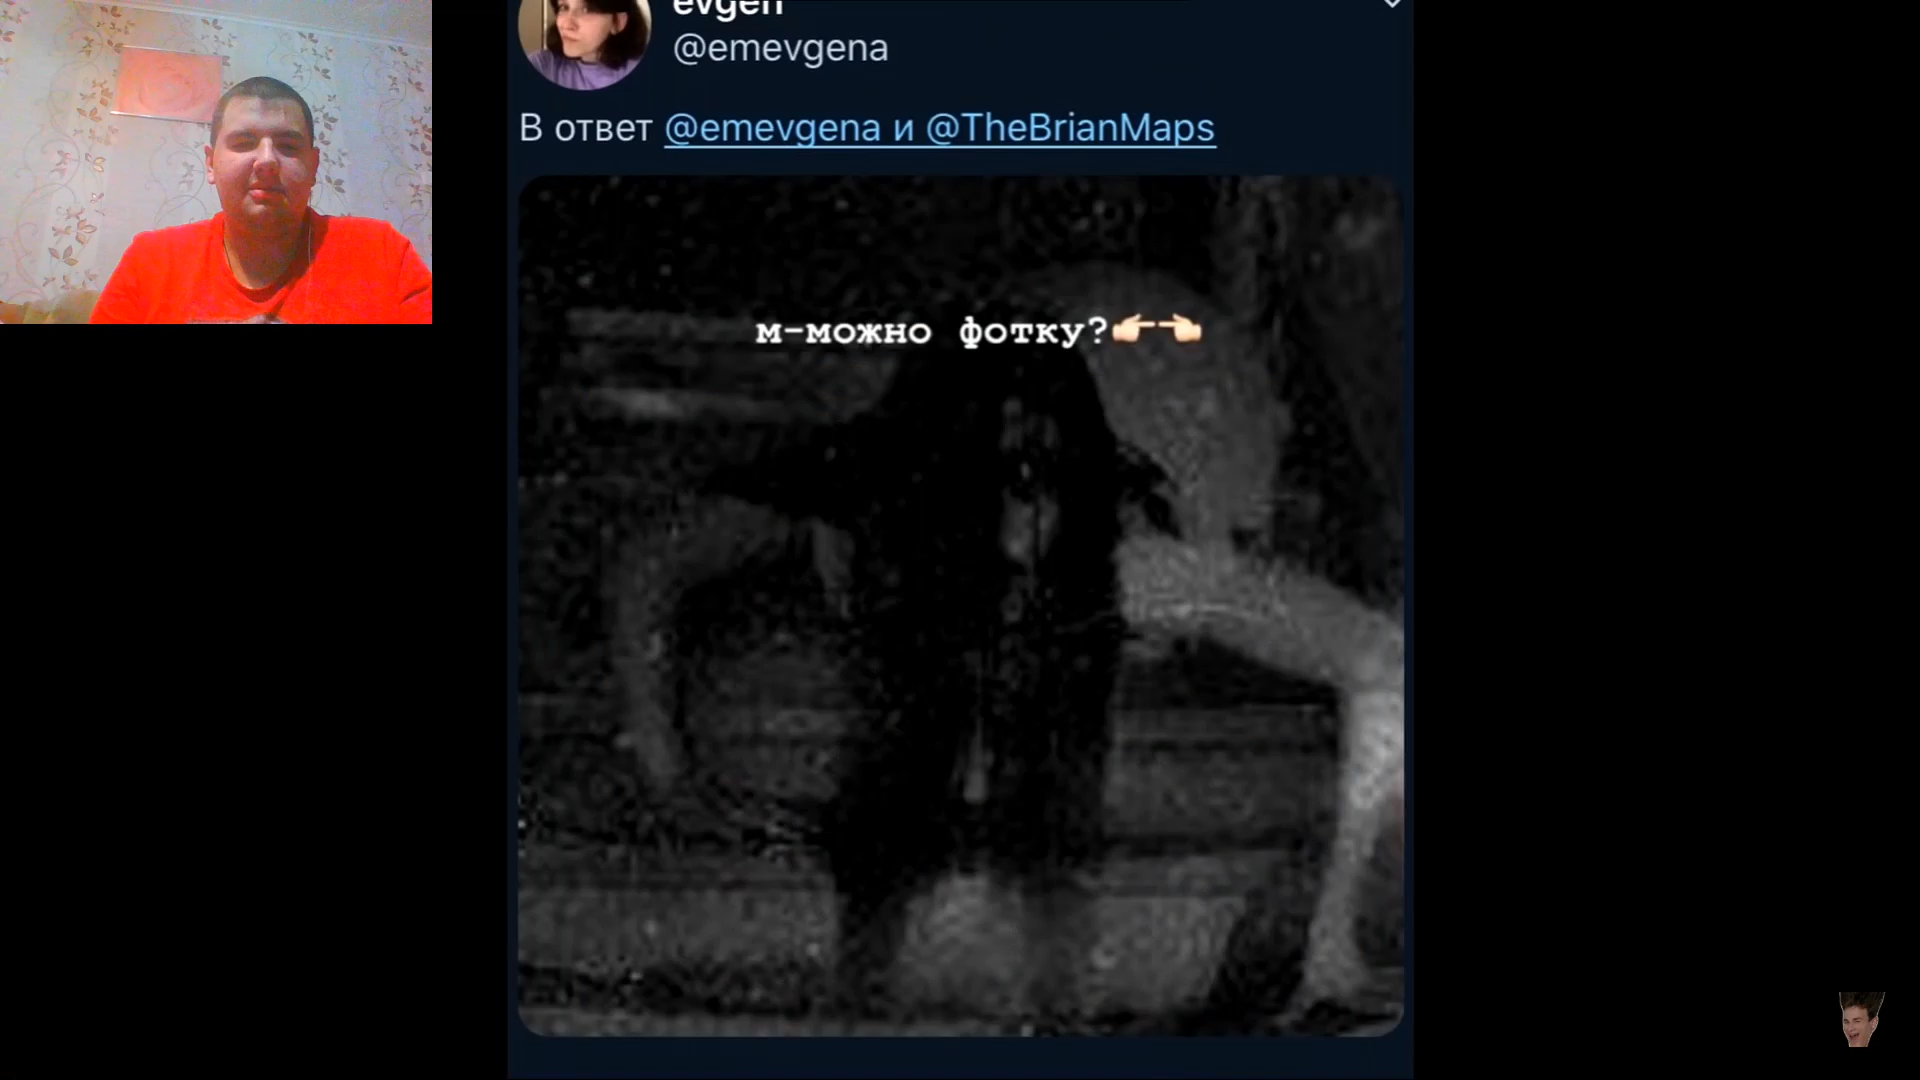 evgen
@emevgena
В ответ @emevgena и @TheBrianMaps
м-можно фотку?👉🏻👈🏻